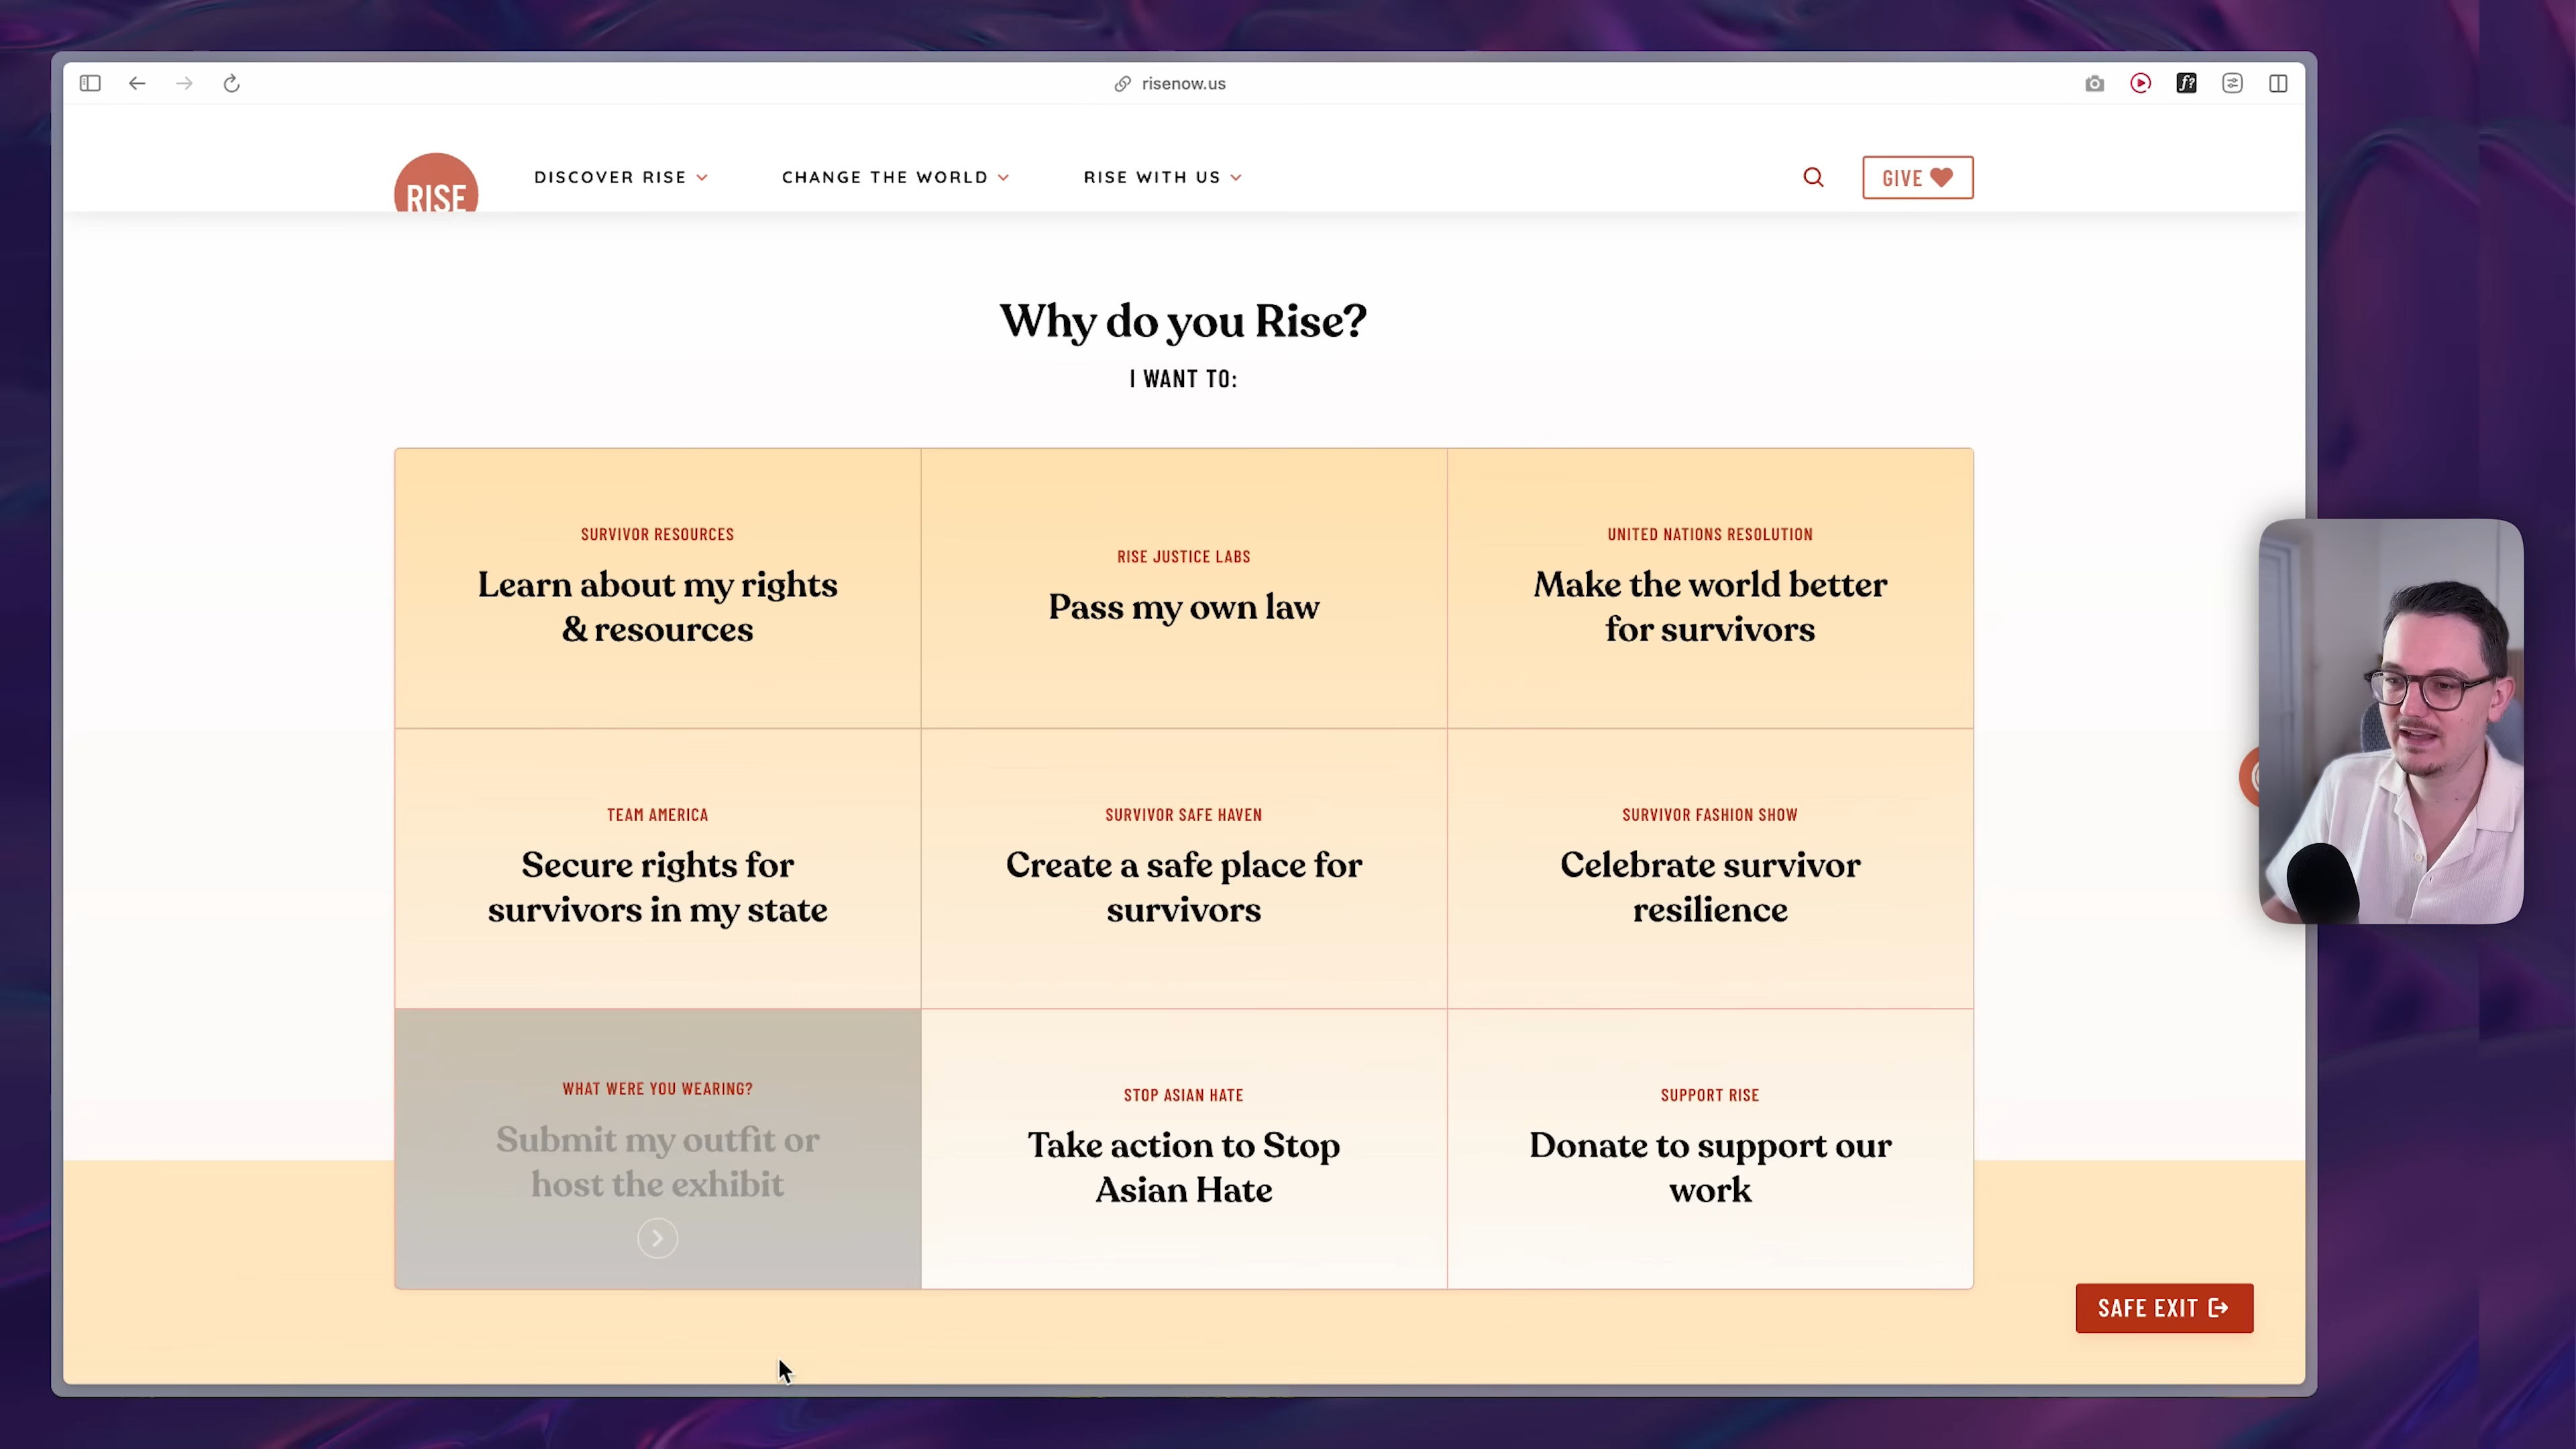 risenow.us
RISE
DISCOVER RISE
CHANGE THE WORLD
RISE WITH US
GIVE
Why do you Rise?
I WANT TO:
SURVIVOR RESOURCES
Learn about my rights
& resources
RISE JUSTICE LABS
Pass my own law
UNITED NATIONS RESOLUTION
Make the world better
for survivors
TEAM AMERICA
Secure rights for
survivors in my state
SURVIVOR SAFE HAVEN
Create a safe place for
survivors
SURVIVOR FASHION SHOW
Celebrate survivor
resilience
WHAT WERE YOU WEARING?
Submit my outfit or
host the exhibit
STOP ASIAN HATE
Take action to Stop
Asian Hate
SUPPORT RISE
Donate to support our
work
SAFE EXIT
f?